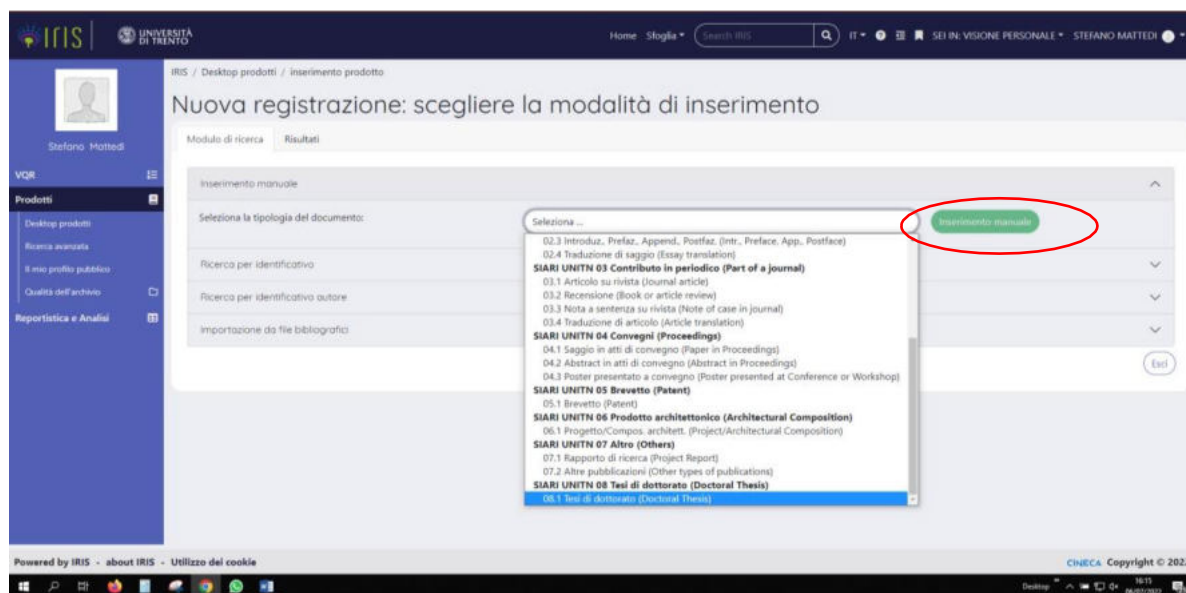 IRIS
UNIVERSITÀ DI TRENTO
Home Sfoglia Search IRIS IT SEI IN: VISIONE PERSONALE STEFANO MATTEDI
IRIS / Desktop prodotti / inserimento prodotto
Nuova registrazione: scegliere la modalità di inserimento
Stefano Mattedi
Modulo di ricerca Risultati
VQR
Prodotti
Desktop prodotti
Ricerca avanzata
Il mio profilo pubblico
Qualità dell'archivio
Reportistica e Analisi
Inserimento manuale
Seleziona la tipologia del documento:
Seleziona ...
Inserimento manuale
Ricerca per identificativo
Ricerca per identificativo autore
Importazione da file bibliografici
02.3 Introduz., Prefaz., Append., Postfaz. (Intr., Preface, App., Postface)
02.4 Traduzione di saggio (Essay translation)
SIARI UNITN 03 Contributo in periodico (Part of a journal)
03.1 Articolo su rivista (Journal article)
03.2 Recensione (Book or article review)
03.3 Nota a sentenza su rivista (Note of case in journal)
03.4 Traduzione di articolo (Article translation)
SIARI UNITN 04 Convegni (Proceedings)
04.1 Saggio in atti di convegno (Paper in Proceedings)
04.2 Abstract in atti di convegno (Abstract in Proceedings)
04.3 Poster presentato a convegno (Poster presented at Conference or Workshop)
SIARI UNITN 05 Brevetto (Patent)
05.1 Brevetto (Patent)
SIARI UNITN 06 Prodotto architettonico (Architectural Composition)
06.1 Progetto/Compos. architett. (Project/Architectural Composition)
SIARI UNITN 07 Altro (Others)
07.1 Rapporto di ricerca (Project Report)
07.2 Altre pubblicazioni (Other types of publications)
SIARI UNITN 08 Tesi di dottorato (Doctoral Thesis)
08.1 Tesi di dottorato (Doctoral Thesis)
Esci
Powered by IRIS - about IRIS - Utilizzo dei cookie
CINECA Copyright © 202
Desktop
16:15